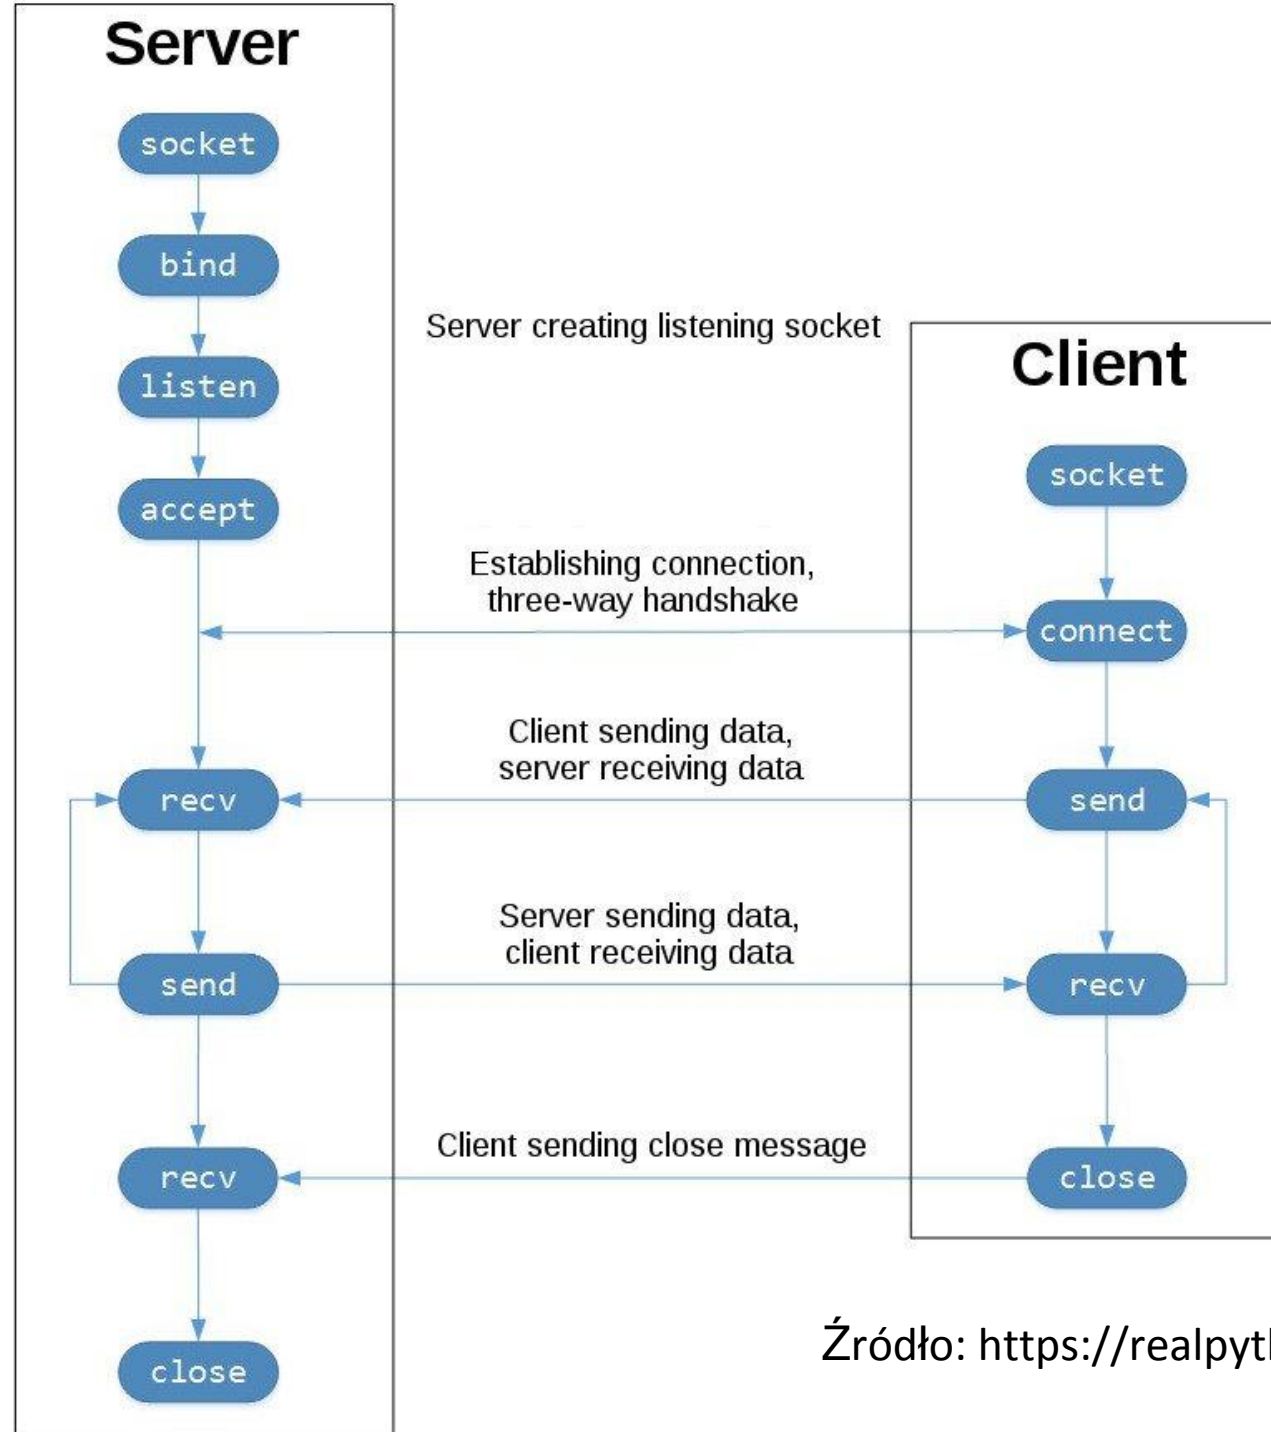 Server
socket
bind
Server creating listening socket
Client
listen
socket
accept
Establishing connection,
three-way handshake
connect
Client sending data,
server receiving data
recv
send
Server sending data,
client receiving data
send
recv
Client sending close message
recv
close
Źródło: https://realpyt
close